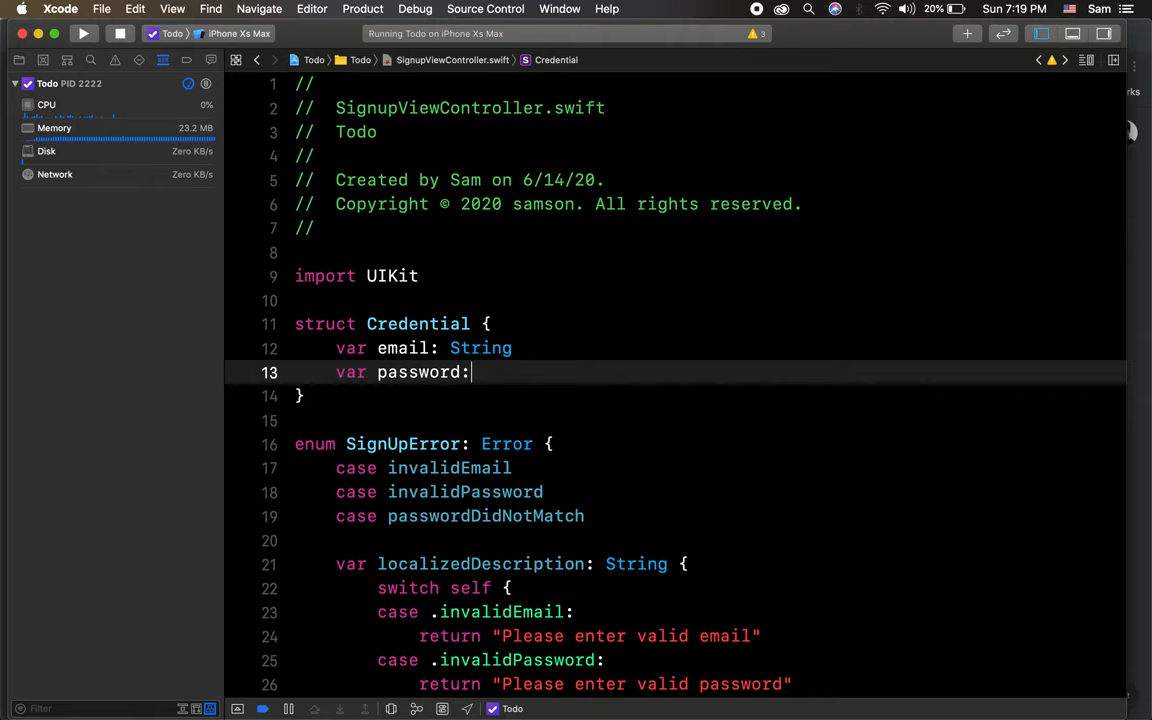 Xcode File Edit View Find Navigate Editor Product Debug Source Control Window Help 20% Sun 7:19 PM Sam
Todo iPhone Xs Max Running Todo on iPhone Xs Max 3
Todo Todo SignupViewController.swift S Credential
rks
Todo PID 2222
CPU 0%
Memory 23.2 MB
Disk Zero KB/s
Network Zero KB/s
1 //
2 // SignupViewController.swift
3 // Todo
4 //
5 // Created by Sam on 6/14/20.
6 // Copyright © 2020 samson. All rights reserved.
7 //
8
9 import UIKit
10
11 struct Credential {
12 var email: String
13 var password:
14 }
15
16 enum SignUpError: Error {
17 case invalidEmail
18 case invalidPassword
19 case passwordDidNotMatch
20
21 var localizedDescription: String {
22 switch self {
23 case .invalidEmail:
24 return "Please enter valid email"
25 case .invalidPassword:
26 return "Please enter valid password"
Filter Todo